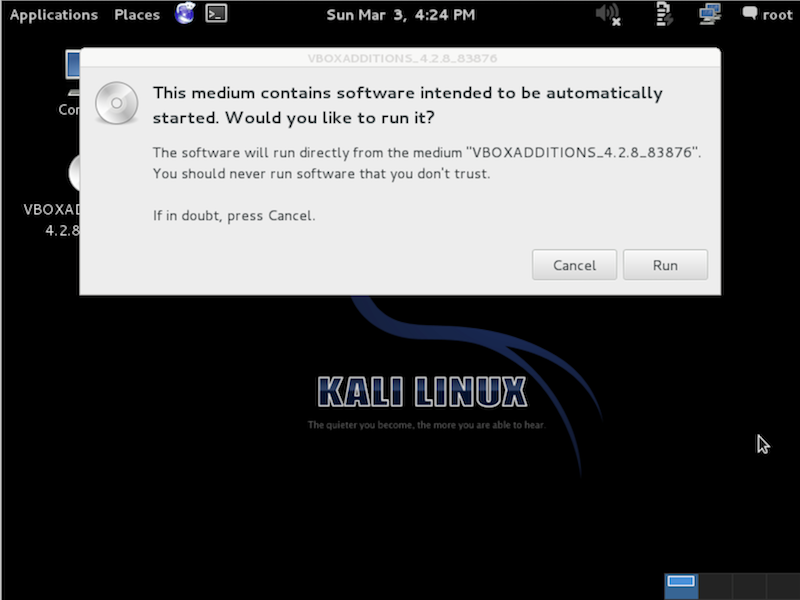 Applications Places Sun Mar 3, 4:24 PM root
VBOXADDITIONS_4.2.8_83876
This medium contains software intended to be automatically
started. Would you like to run it?
The software will run directly from the medium "VBOXADDITIONS_4.2.8_83876".
You should never run software that you don't trust.
If in doubt, press Cancel.
Cancel Run
Co
VBOXAD
4.2.8
KALI LINUX
The quieter you become, the more you are able to hear.